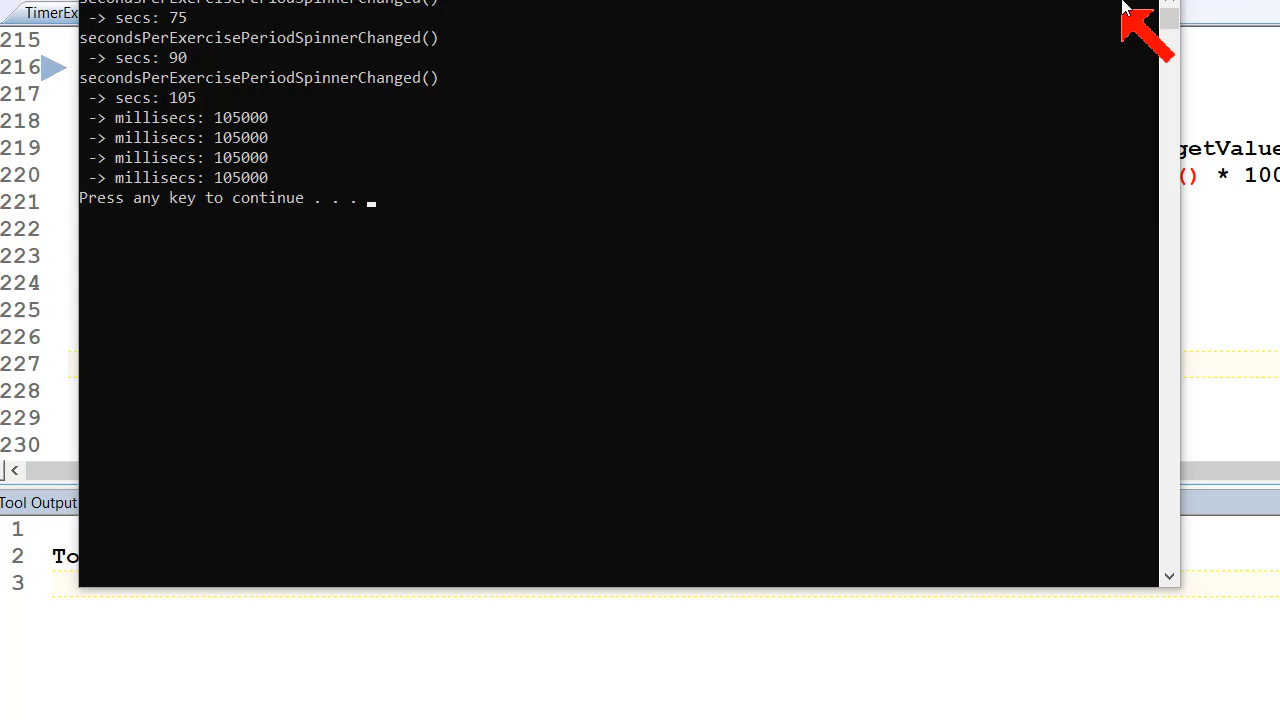 TimerEx
secondsPerExercisePeriodSpinnerChanged()
-> secs: 75
secondsPerExercisePeriodSpinnerChanged()
-> secs: 90
secondsPerExercisePeriodSpinnerChanged()
-> secs: 105
-> millisecs: 105000
-> millisecs: 105000
-> millisecs: 105000
-> millisecs: 105000
Press any key to continue . . .
215
216
217
218
219 getValue
220 () * 100
221
222
223
224
225
226
227
228
229
230
Tool Output
1
2 To
3